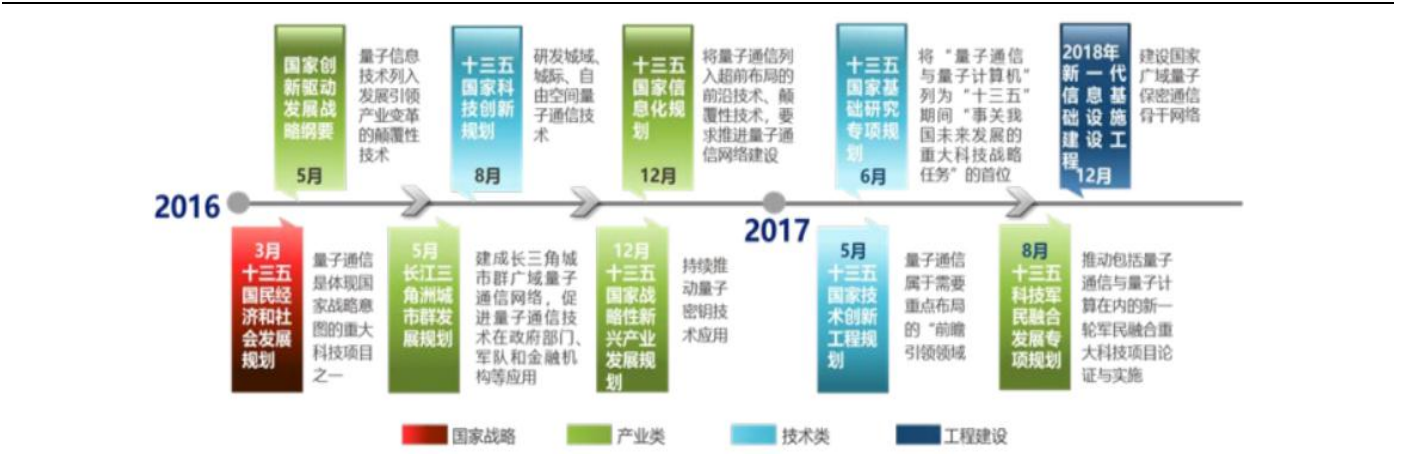 国家创
新驱动
发展战
略纲要
5月
量子信息
技术列入
发展引领
产业变革
的颠覆性
技术
十三五
国家科
技创新
规划
8月
研发城域、
城际、自
由空间量
子通信技
术
十三五
国家信
息化规
划
12月
将量子通信列
入超前布局的
前沿技术、颠
覆性技术，要
求推进量子通
信网络建设
十三五
国家基
础研究
专项规
划
6月
将“量子通信
与量子计算机”
列为“十三五”
期间“事关我
国未来发展的
重大科技战略
任务”的首位
2018年
新一代
信息基
础设施
建设工
程
12月
建设国家
广域量子
保密通信
骨干网络
2016
2017
3月
十三五
国民经
济和社
会发展
规划
量子通信
是体现国
家战略意
图的重大
科技项目
之一
5月
长江三
角洲城
市群发
展规划
建成长三角城
市群广域量子
通信网络，促
进量子通信技
术在政府部门、
军队和金融机
构等应用
12月
十三五
国家战
略性新
兴产业
发展规
划
持续推
动量子
密钥技
术应用
5月
十三五
国家技
术创新
工程规
划
量子通信
属于需要
重点布局
的“前瞻
引领领域
8月
十三五
科技军
民融合
发展专
项规划
推动包括量子
通信与量子计
算在内的新一
轮军民融合重
大科技项目论
证与实施
国家战略
产业类
技术类
工程建设